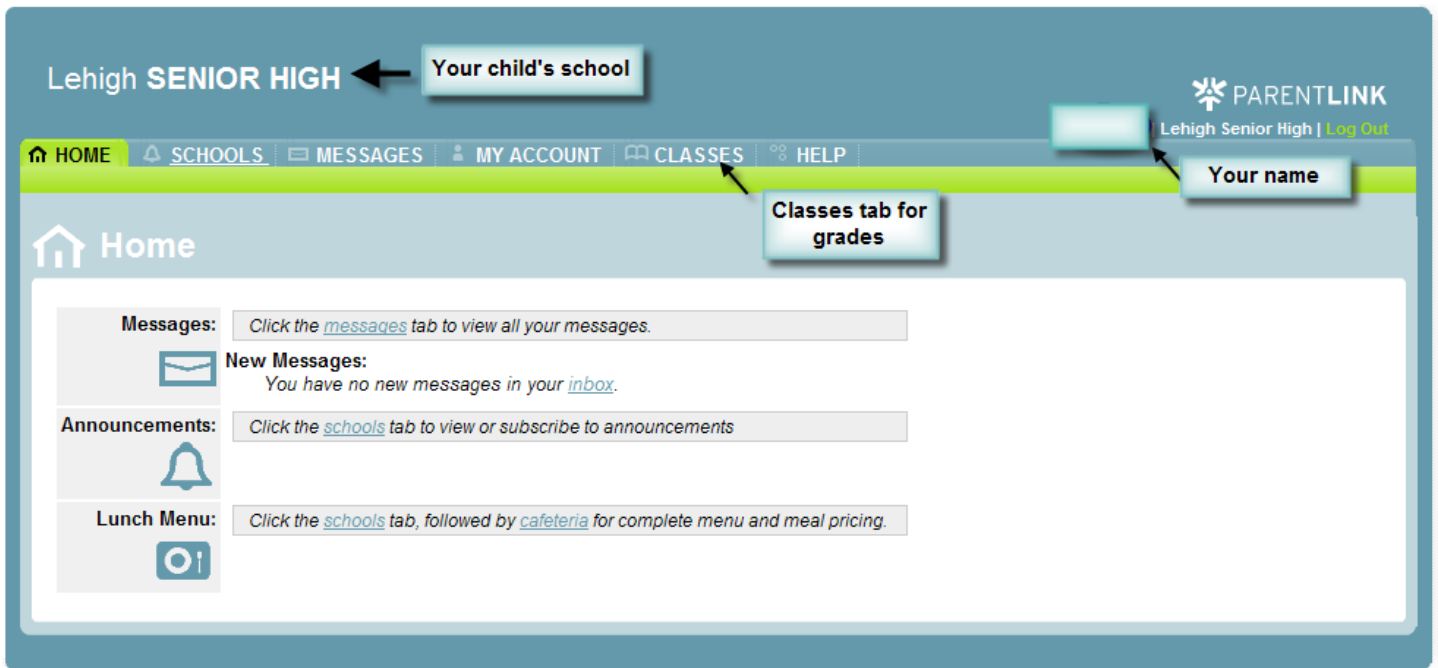 Lehigh SENIOR HIGH
Your child's school
PARENTLINK
Lehigh Senior High | Log Out
HOME SCHOOLS MESSAGES MY ACCOUNT CLASSES HELP
Your name
Classes tab for
grades
Home
Messages: Click the messages tab to view all your messages.
New Messages:
You have no new messages in your inbox.
Announcements: Click the schools tab to view or subscribe to announcements
Lunch Menu: Click the schools tab, followed by cafeteria for complete menu and meal pricing.